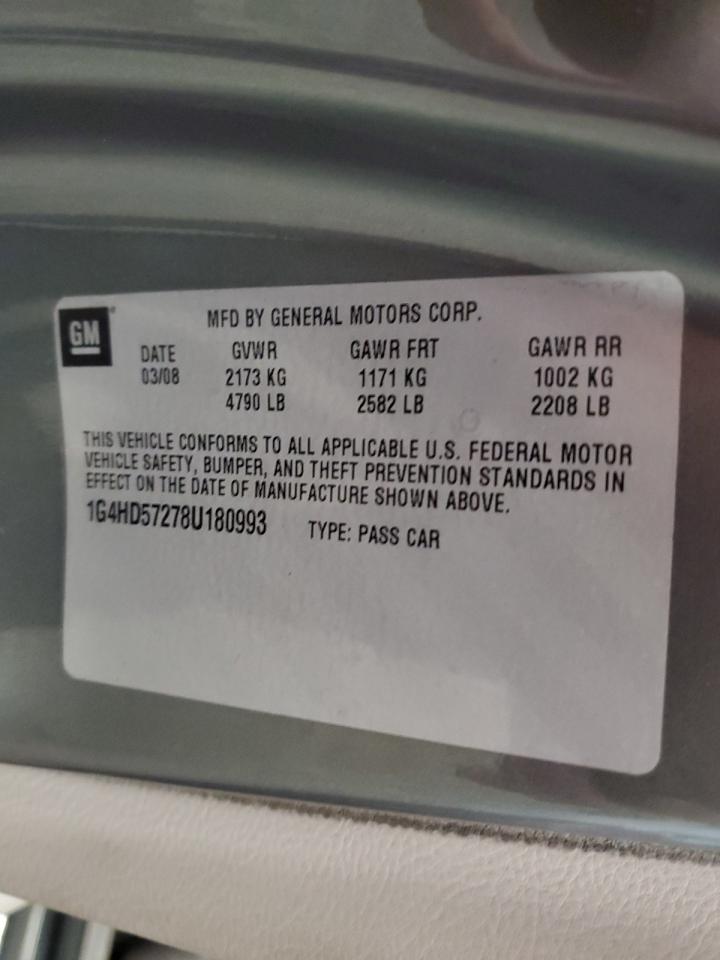 GM
MFD BY GENERAL MOTORS CORP.
DATE GVWR GAWR FRT GAWR RR
03/08 2173 KG 1171 KG 1002 KG
4790 LB 2582 LB 2208 LB
THIS VEHICLE CONFORMS TO ALL APPLICABLE U.S. FEDERAL MOTOR
VEHICLE SAFETY, BUMPER, AND THEFT PREVENTION STANDARDS IN
EFFECT ON THE DATE OF MANUFACTURE SHOWN ABOVE.
1G4HD57278U180993 TYPE: PASS CAR